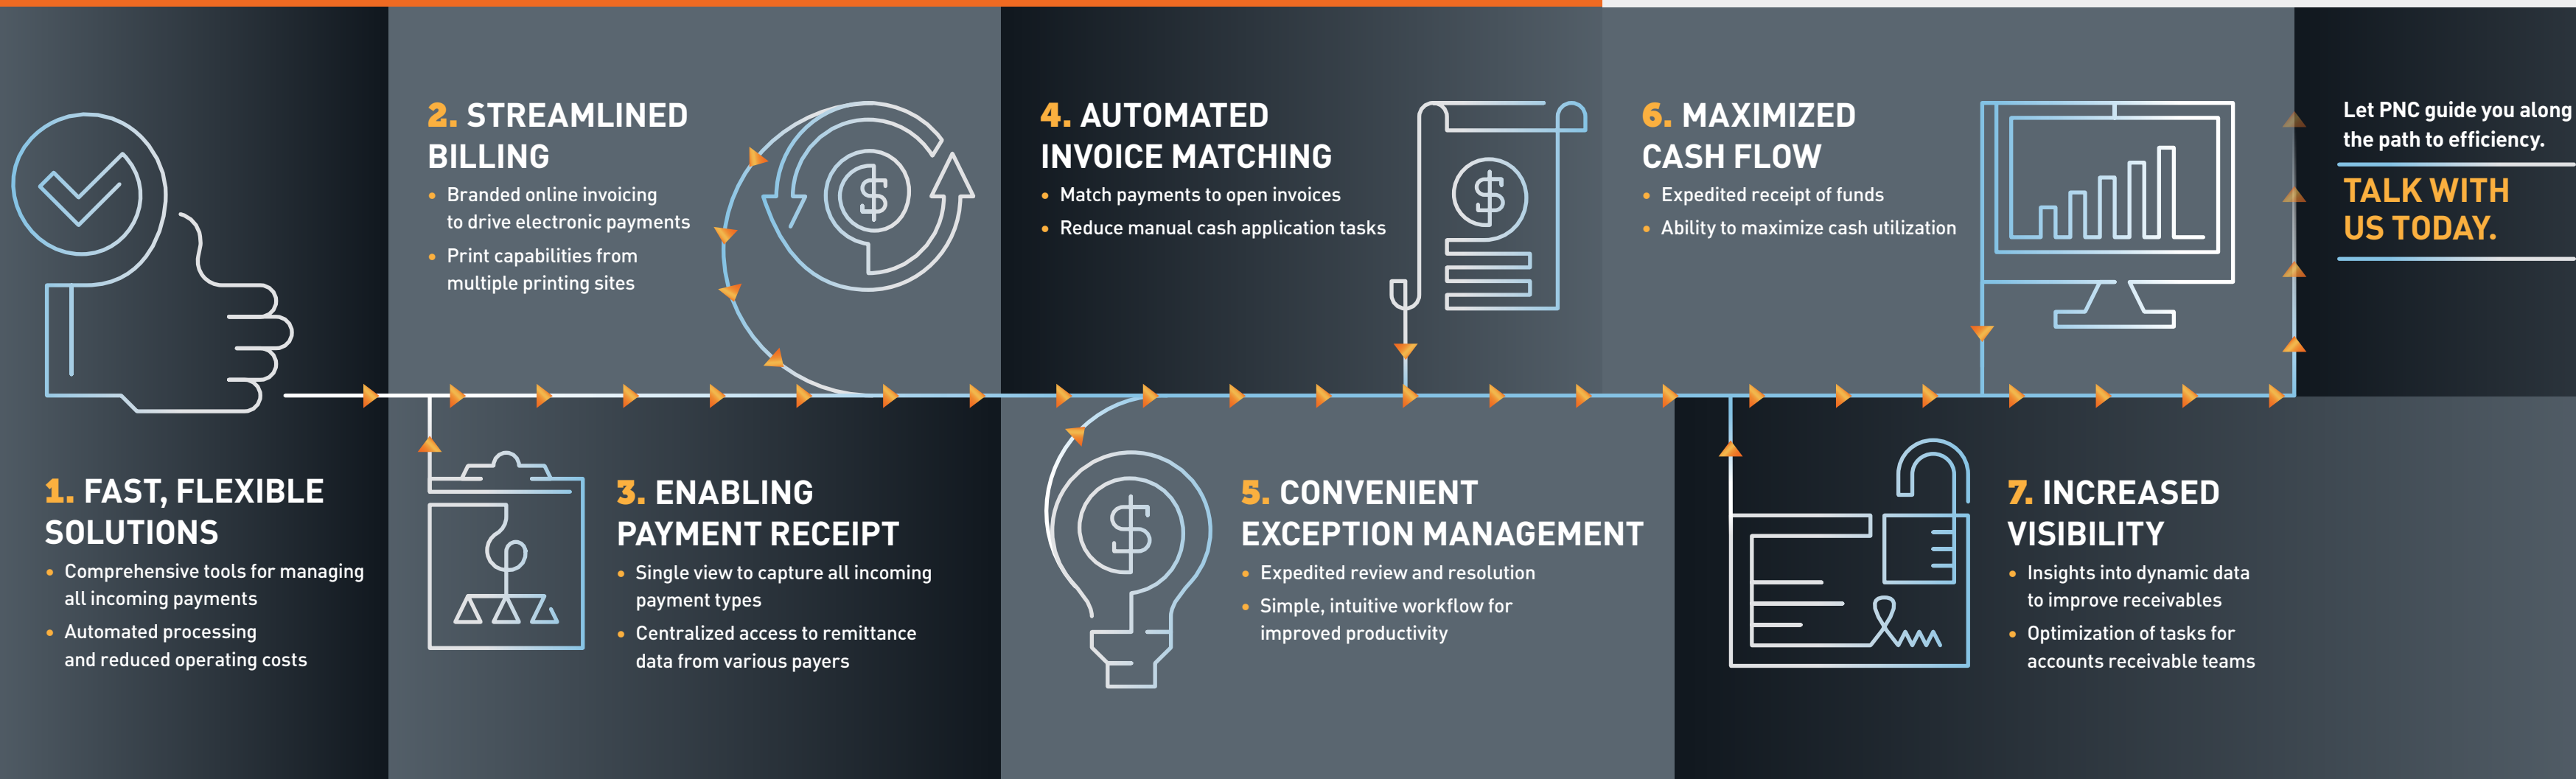 1. FAST, FLEXIBLE
SOLUTIONS
• Comprehensive tools for managing
all incoming payments
• Automated processing
and reduced operating costs
2. STREAMLINED
BILLING
• Branded online invoicing
to drive electronic payments
• Print capabilities from
multiple printing sites
3. ENABLING
PAYMENT RECEIPT
• Single view to capture all incoming
payment types
• Centralized access to remittance
data from various payers
4. AUTOMATED
INVOICE MATCHING
• Match payments to open invoices
• Reduce manual cash application tasks
5. CONVENIENT
EXCEPTION MANAGEMENT
• Expedited review and resolution
• Simple, intuitive workflow for
improved productivity
6. MAXIMIZED
CASH FLOW
• Expedited receipt of funds
• Ability to maximize cash utilization
7. INCREASED
VISIBILITY
• Insights into dynamic data
to improve receivables
• Optimization of tasks for
accounts receivable teams
Let PNC guide you along
the path to efficiency.
TALK WITH
US TODAY.